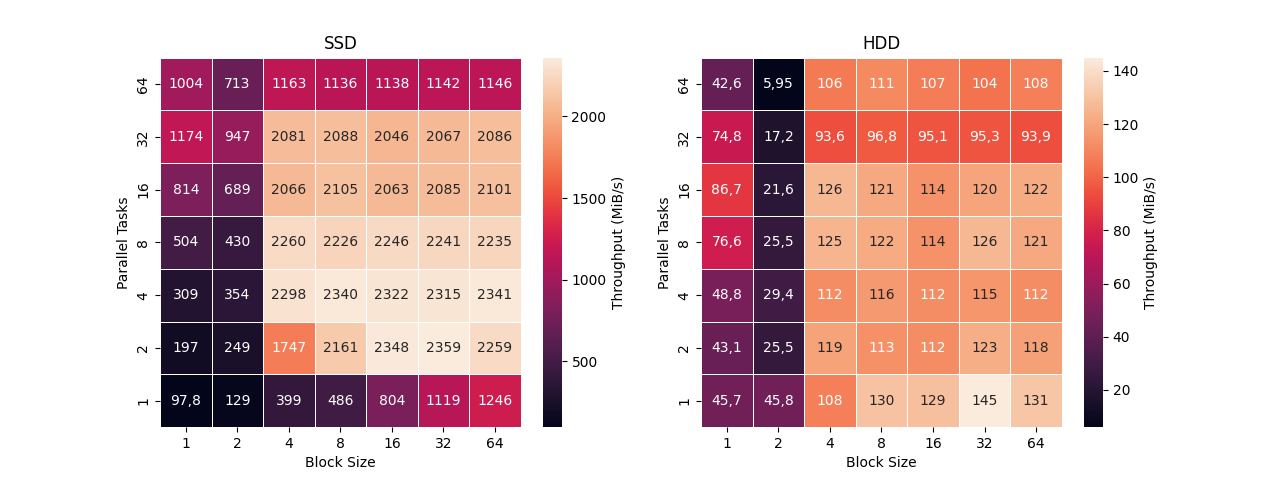 SSD
HDD
64 1004 713 1163 1136 1138 1142 1146
32 1174 947 2081 2088 2046 2067 2086
16 814 689 2066 2105 2063 2085 2101
8 504 430 2260 2226 2246 2241 2235
4 309 354 2298 2340 2322 2315 2341
2 197 249 1747 2161 2348 2359 2259
1 97,8 129 399 486 804 1119 1246
1 2 4 8 16 32 64
Block Size
Parallel Tasks
2000
1500
1000
500
Throughput (MiB/s)
64 42,6 5,95 106 111 107 104 108
32 74,8 17,2 93,6 96,8 95,1 95,3 93,9
16 86,7 21,6 126 121 114 120 122
8 76,6 25,5 125 122 114 126 121
4 48,8 29,4 112 116 112 115 112
2 43,1 25,5 119 113 112 123 118
1 45,7 45,8 108 130 129 145 131
1 2 4 8 16 32 64
Block Size
Parallel Tasks
140
120
100
80
60
40
20
Throughput (MiB/s)